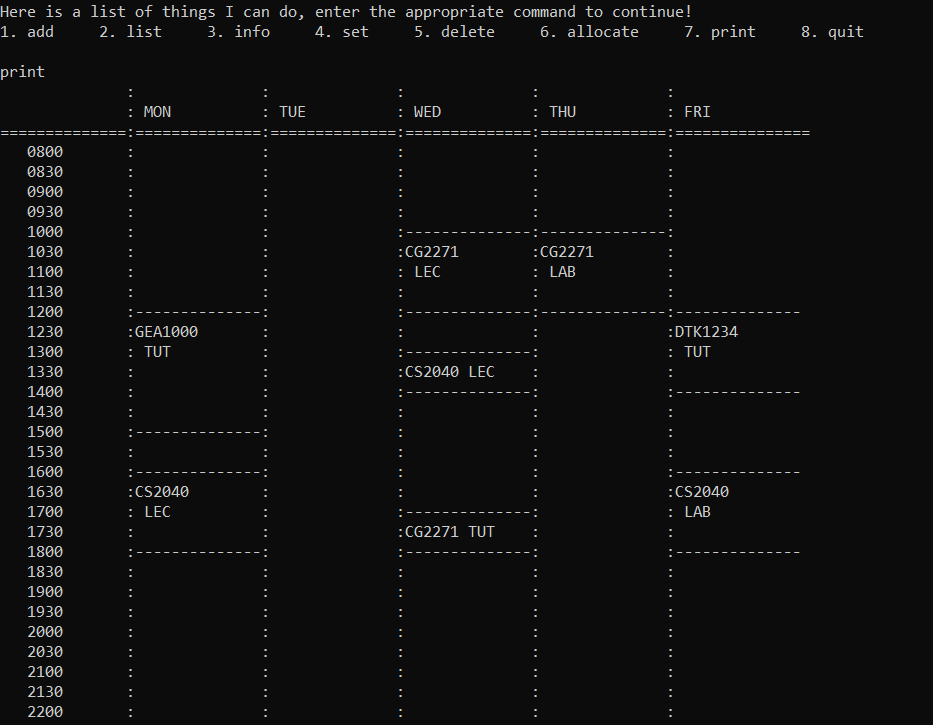 Here is a list of things I can do, enter the appropriate command to continue!
1. add     2. list     3. info     4. set     5. delete     6. allocate     7. print     8. quit
print
              :              :              :              :              :
              : MON          : TUE          : WED          : THU          : FRI
==============:==============:==============:==============:==============:===============
   0800       :              :              :              :              :
   0830       :              :              :              :              :
   0900       :              :              :              :              :
   0930       :              :              :              :              :
   1000       :              :              :--------------:--------------:
   1030       :              :              :CG2271        :CG2271        :
   1100       :              :              : LEC          : LAB          :
   1130       :              :              :              :              :
   1200       :--------------:              :--------------:--------------:--------------
   1230       :GEA1000       :              :              :              :DTK1234
   1300       : TUT          :              :--------------:              : TUT
   1330       :              :              :CS2040 LEC    :              :
   1400       :              :              :--------------:              :--------------
   1430       :              :              :              :              :
   1500       :--------------:              :              :              :
   1530       :              :              :              :              :
   1600       :--------------:              :              :              :--------------
   1630       :CS2040        :              :              :              :CS2040
   1700       : LEC          :              :--------------:              : LAB
   1730       :              :              :CG2271 TUT    :              :
   1800       :--------------:              :--------------:              :--------------
   1830       :              :              :              :              :
   1900       :              :              :              :              :
   1930       :              :              :              :              :
   2000       :              :              :              :              :
   2030       :              :              :              :              :
   2100       :              :              :              :              :
   2130       :              :              :              :              :
   2200       :              :              :              :              :